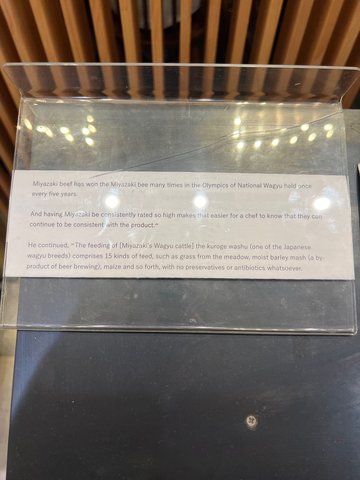 Miyazaki beef has won the Miyazaki bee many times in the Olympics of National Wagyu held once
every five years.
And having Miyazaki be consistently rated so high makes that easier for a chef to know that they can
continue to be consistent with the product."
He continued, "The feeding of [Miyazaki's Wagyu cattle] the kuroge washu (one of the Japanese
wagyu breeds) comprises 15 kinds of feed, such as grass from the meadow, moist barley mash (a by-
product of beer brewing), maize and so forth, with no preservatives or antibiotics whatsoever.